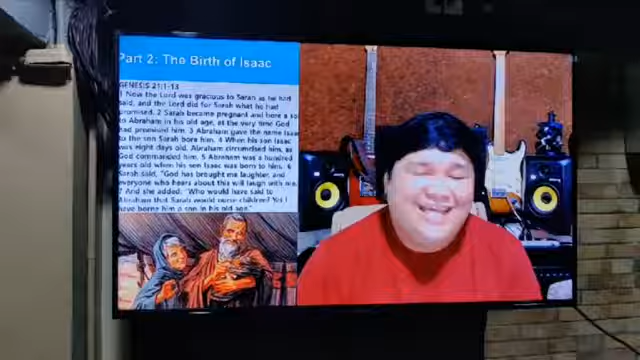 Part 2: The Birth of Isaac
GENESIS 21:1-13
1 Now the Lord was gracious to Sarah as he had
said, and the Lord did for Sarah what he had
promised. 2 Sarah became pregnant and bore a so
to Abraham in his old age, at the very time God
had promised him. 3 Abraham gave the name Isaac
to the son Sarah bore him. 4 When his son Isaac
was eight days old, Abraham circumcised him, as
God commanded him. 5 Abraham was a hundred
years old when his son Isaac was born to him. 6
Sarah said, "God has brought me laughter, and
everyone who hears about this will laugh with me.
7 And she added, "Who would have said to
Abraham that Sarah would nurse children? Yet I
have borne him a son in his old age."